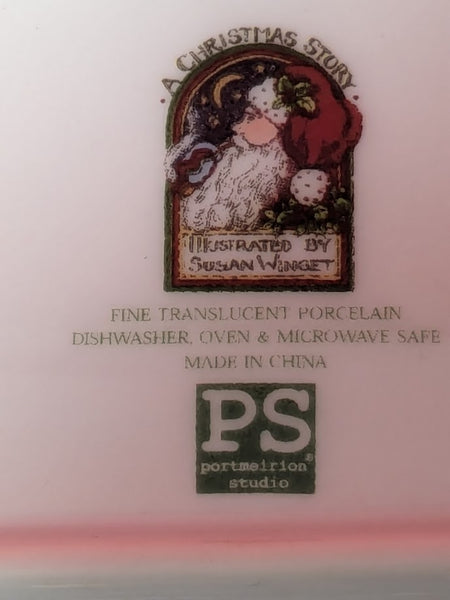 A CHRISTMAS STORY
ILLUSTRATED BY
SUSAN WINGET
FINE TRANSLUCENT PORCELAIN
DISHWASHER, OVEN & MICROWAVE SAFE
MADE IN CHINA
PS
portmeirion®
studio